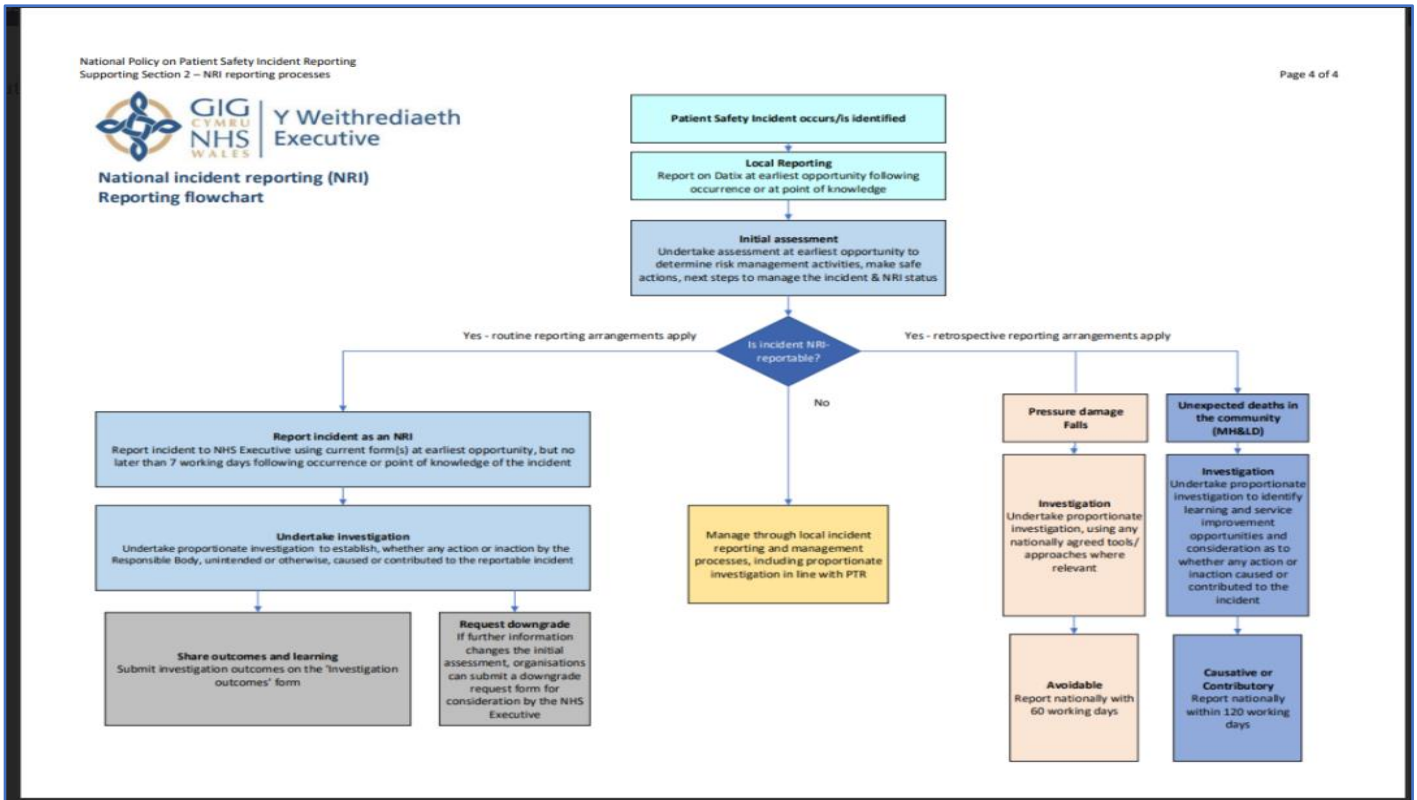 National Policy on Patient Safety Incident Reporting
Supporting Section 2 – NRI reporting processes
Page 4 of 4
GIG
CYMRU
NHS
WALES
Y Weithrediaeth
Executive
National incident reporting (NRI)
Reporting flowchart
Patient Safety Incident occurs/is identified
Local Reporting
Report on Datix at earliest opportunity following
occurrence or at point of knowledge
Initial assessment
Undertake assessment at earliest opportunity to
determine risk management activities, make safe
actions, next steps to manage the incident & NRI status
Yes - routine reporting arrangements apply
Is incident NRI-
reportable?
Yes - retrospective reporting arrangements apply
No
Report incident as an NRI
Report incident to NHS Executive using current form(s) at earliest opportunity, but no
later than 7 working days following occurrence or point of knowledge of the incident
Undertake investigation
Undertake proportionate investigation to establish, whether any action or inaction by the
Responsible Body, unintended or otherwise, caused or contributed to the reportable incident
Share outcomes and learning
Submit investigation outcomes on the 'Investigation
outcomes' form
Request downgrade
If further information
changes the initial
assessment, organisations
can submit a downgrade
request form for
consideration by the NHS
Executive
Manage through local incident
reporting and management
processes, including proportionate
investigation in line with PTR
Pressure damage
Falls
Investigation
Undertake proportionate
investigation, using any
nationally agreed tools/
approaches where
relevant
Avoidable
Report nationally with
60 working days
Unexpected deaths in
the community
(MH&LD)
Investigation
Undertake proportionate
investigation to identify
learning and service
improvement
opportunities and
consideration as to
whether any action or
inaction caused or
contributed to the
incident
Causative or
Contributory
Report nationally
within 120 working
days